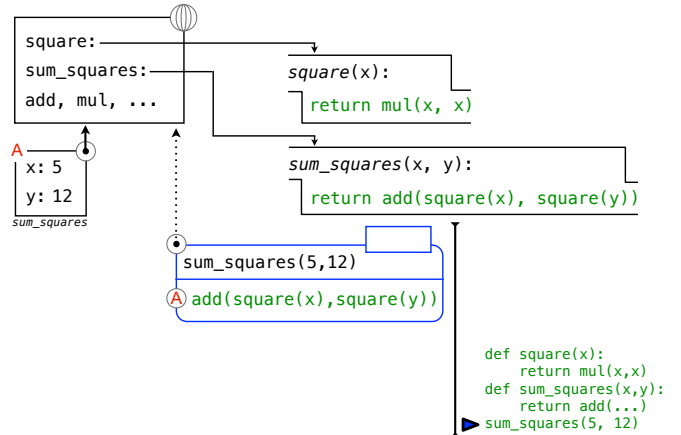 square:
sum_squares:
add, mul, ...
square(x):
return mul(x, x)
sum_squares(x, y):
return add(square(x), square(y))
A
x: 5
y: 12
sum_squares
sum_squares(5,12)
A add(square(x),square(y))
def square(x):
    return mul(x,x)
def sum_squares(x,y):
    return add(...)
sum_squares(5, 12)